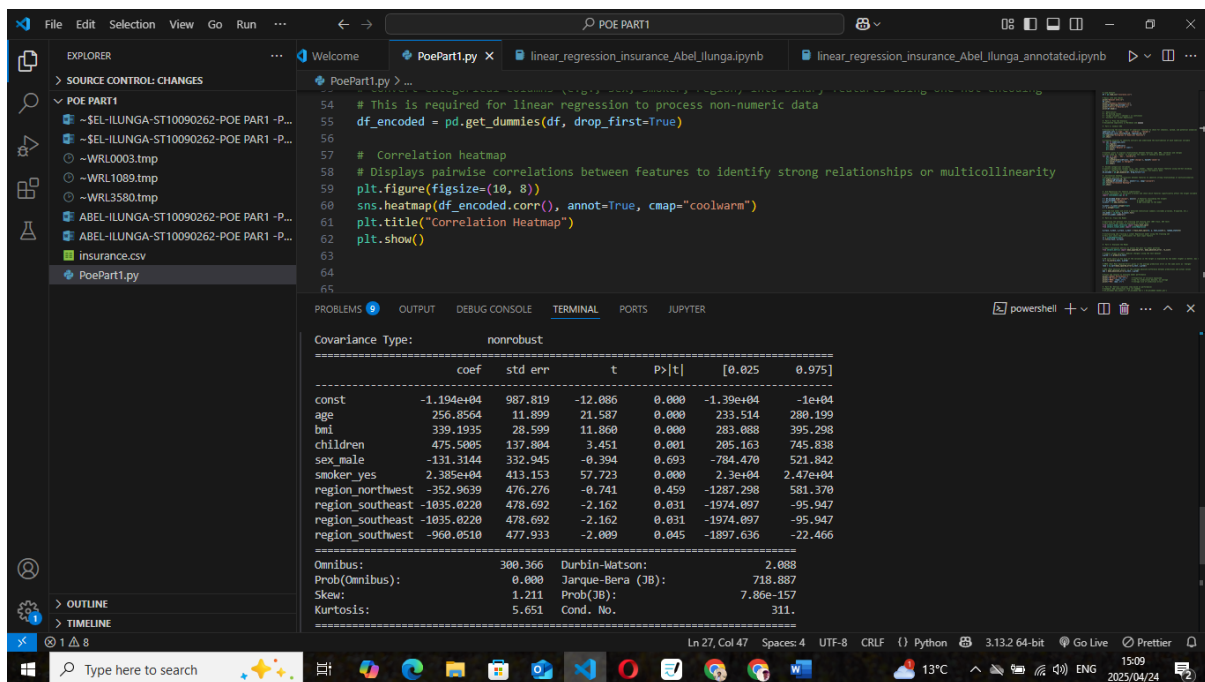 File Edit Selection View Go Run ··· POE PART1
EXPLORER ···
SOURCE CONTROL: CHANGES
POE PART1
~$EL-ILUNGA-ST10090262-POE PAR1 -P...
~$EL-ILUNGA-ST10090262-POE PAR1 -P...
~WRL0003.tmp
~WRL1089.tmp
~WRL3580.tmp
ABEL-ILUNGA-ST10090262-POE PAR1 -P...
ABEL-ILUNGA-ST10090262-POE PAR1 -P...
insurance.csv
PoePart1.py
OUTLINE
TIMELINE
Welcome PoePart1.py linear_regression_insurance_Abel_Ilunga.ipynb linear_regression_insurance_Abel_Ilunga_annotated.ipynb ···
PoePart1.py > ...
54 # This is required for linear regression to process non-numeric data
55 df_encoded = pd.get_dummies(df, drop_first=True)
56
57 # Correlation heatmap
58 # Displays pairwise correlations between features to identify strong relationships or multicollinearity
59 plt.figure(figsize=(10, 8))
60 sns.heatmap(df_encoded.corr(), annot=True, cmap="coolwarm")
61 plt.title("Correlation Heatmap")
62 plt.show()
63
64
65
PROBLEMS 9 OUTPUT DEBUG CONSOLE TERMINAL PORTS JUPYTER powershell ···
Covariance Type: nonrobust
coef std err t P>|t| [0.025 0.975]
const -1.194e+04 987.819 -12.086 0.000 -1.39e+04 -1e+04
age 256.8564 11.899 21.587 0.000 233.514 280.199
bmi 339.1935 28.599 11.860 0.000 283.088 395.298
children 475.5005 137.804 3.451 0.001 205.163 745.838
sex_male -131.3144 332.945 -0.394 0.693 -784.470 521.842
smoker_yes 2.385e+04 413.153 57.723 0.000 2.3e+04 2.47e+04
region_northwest -352.9639 476.276 -0.741 0.459 -1287.298 581.370
region_southeast -1035.0220 478.692 -2.162 0.031 -1974.097 -95.947
region_southeast -1035.0220 478.692 -2.162 0.031 -1974.097 -95.947
region_southwest -960.0510 477.933 -2.009 0.045 -1897.636 -22.466
Omnibus: 300.366 Durbin-Watson: 2.088
Prob(Omnibus): 0.000 Jarque-Bera (JB): 718.887
Skew: 1.211 Prob(JB): 7.86e-157
Kurtosis: 5.651 Cond. No. 311.
1 8 Ln 27, Col 47 Spaces: 4 UTF-8 CRLF {} Python 3.13.2 64-bit Go Live Prettier
Type here to search 13°C ENG 15:09
2025/04/24